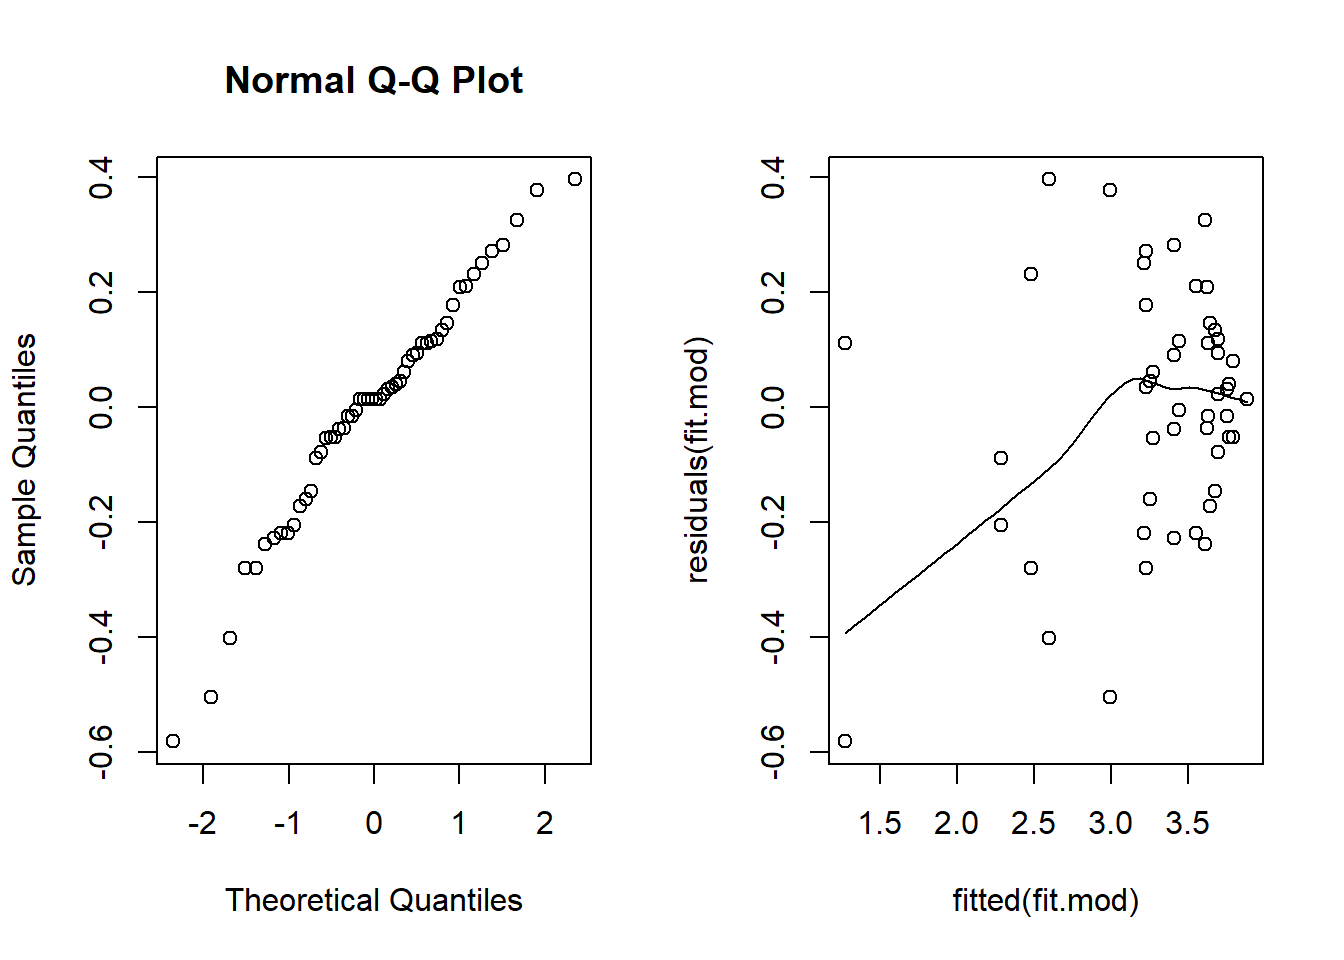 Normal Q-Q Plot
Sample Quantiles
0.4
0.2
0.0
-0.2
-0.4
-0.6
-2 -1 0 1 2
Theoretical Quantiles
residuals(fit.mod)
0.4
0.2
0.0
-0.2
-0.4
-0.6
1.5 2.0 2.5 3.0 3.5
fitted(fit.mod)